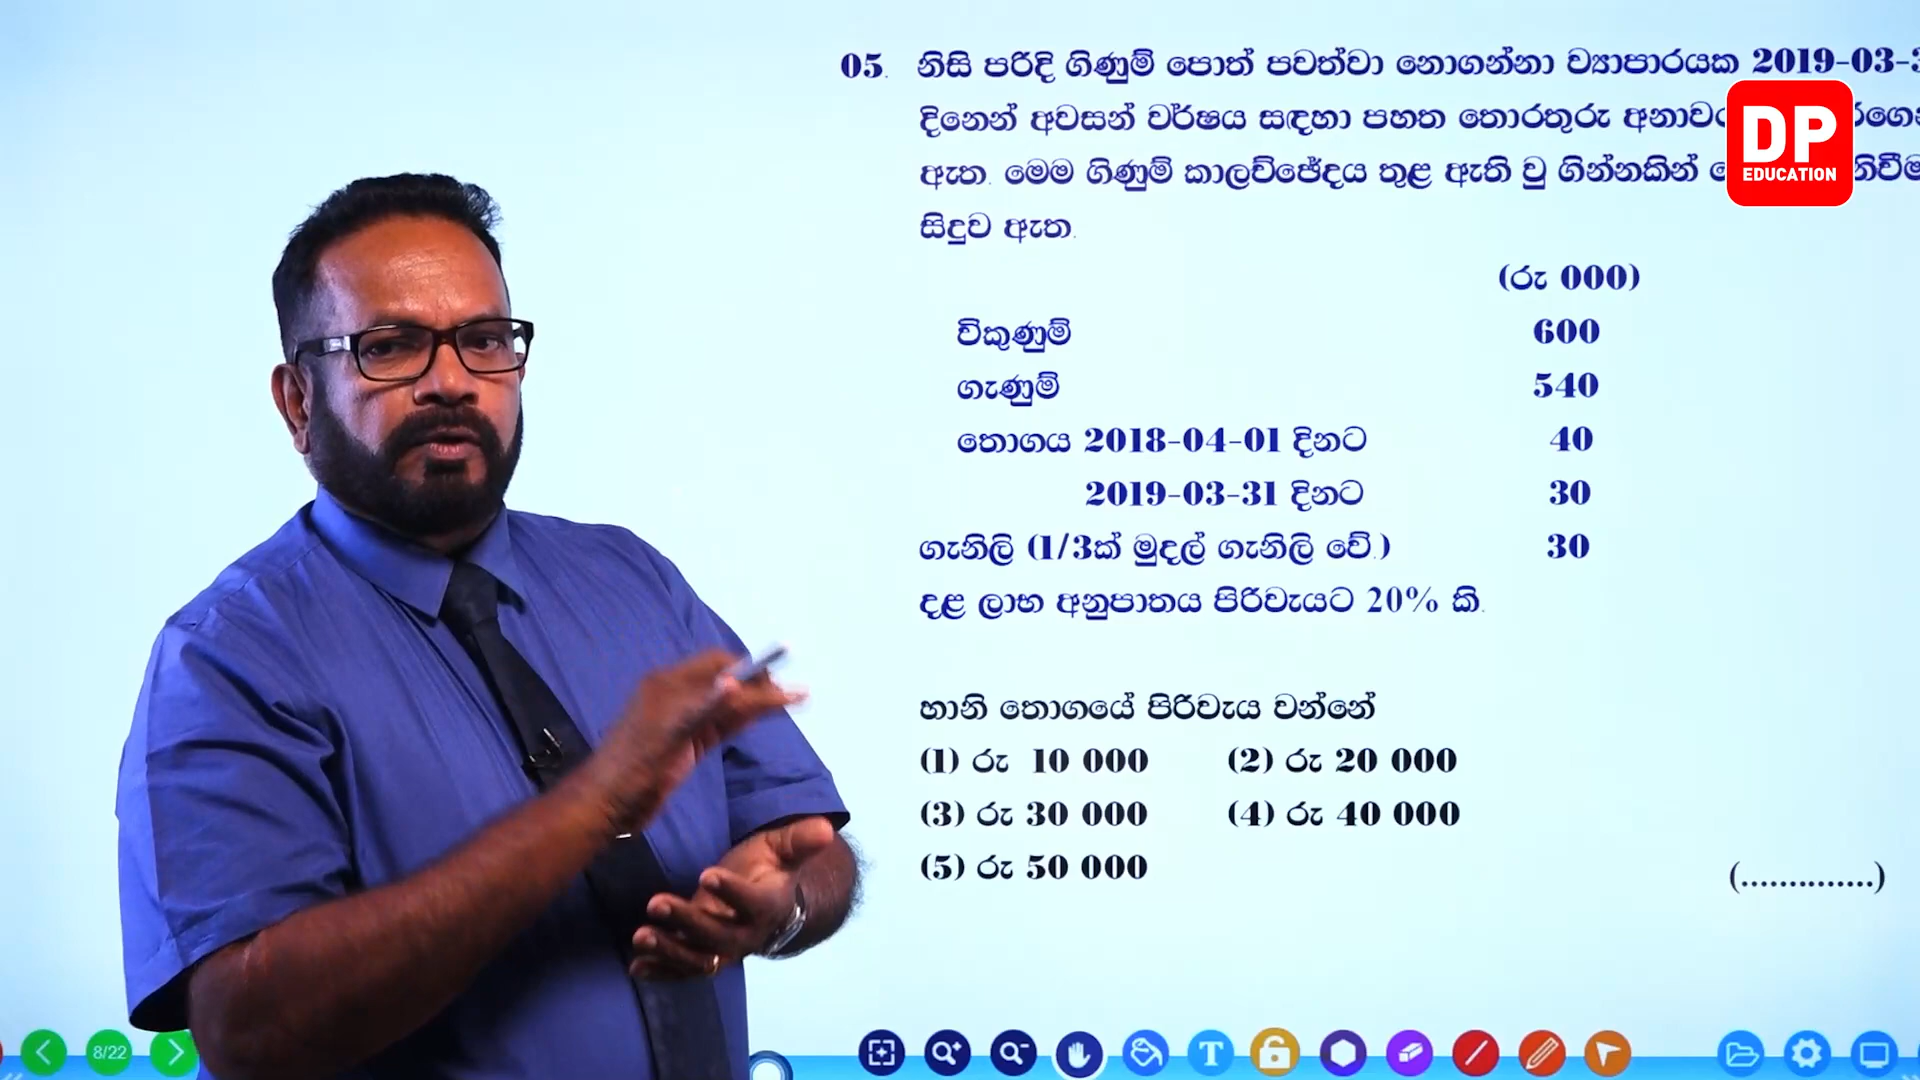 05. නිසි පරිදි ගිණුම් පොත් පවත්වා නොගන්නා ව්‍යාපාරයක 2019-03-3
දිනෙන් අවසන් වර්ෂය සඳහා පහත තොරතුරු
ඇත. මෙම ගිණුම් කාලච්ඡේදය තුළ ඇති වු ගින්නකින්
සිදුව ඇත.
(රු 000)
විකුණුම් 600
ගැණුම් 540
තොගය 2018-04-01 දිනට 40
2019-03-31 දිනට 30
ගැනිලි (1/3ක් මුදල් ගැනිලි වේ.) 30
දළ ලාභ අනුපාතය පිරිවැයට 20% කි.
හානි තොගයේ පිරිවැය වන්නේ
(1) රු 10 000 (2) රු 20 000
(3) රු 30 000 (4) රු 40 000
(5) රු 50 000
(..............)
DP
EDUCATION
8/22
T